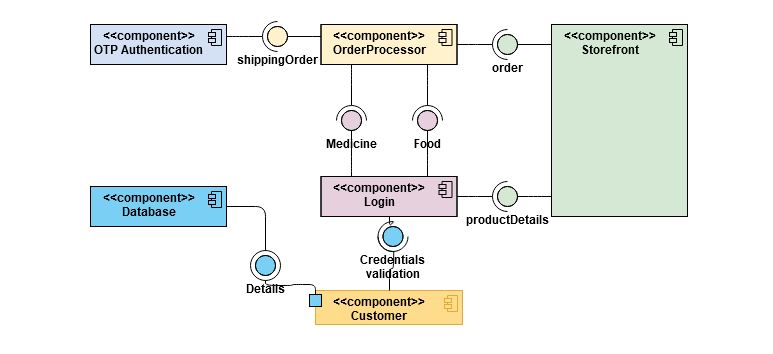 <<component>>
OTP Authentication
shippingOrder
<<component>>
OrderProcessor
order
<<component>>
Storefront
Medicine
Food
<<component>>
Database
<<component>>
Login
productDetails
Credentials
validation
Details
<<component>>
Customer